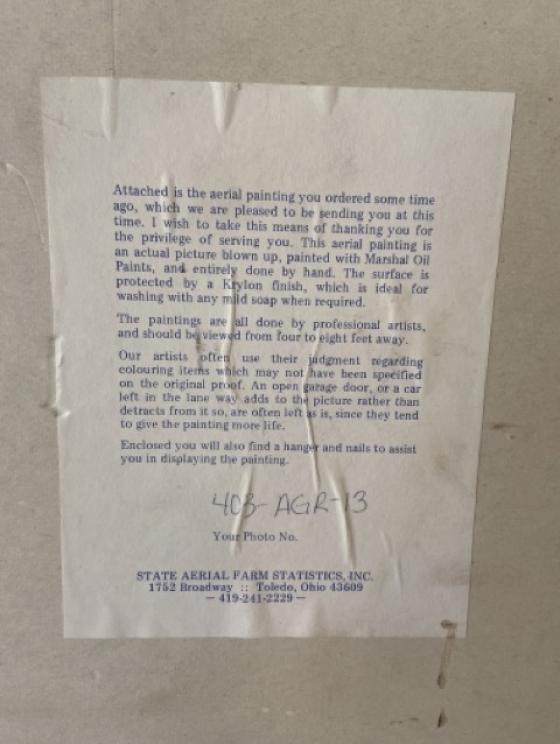 Attached is the aerial painting you ordered some time
ago, which we are pleased to be sending you at this
time. I wish to take this means of thanking you for
the privilege of serving you. This aerial painting is
an actual picture blown up, painted with Marshal Oil
Paints, and entirely done by hand. The surface is
protected by a Krylon finish, which is ideal for
washing with any mild soap when required.
The paintings are all done by professional artists,
and should be viewed from four to eight feet away.
Our artists often use their judgment regarding
colouring items which may not have been specified
on the original proof. An open garage door, or a car
left in the lane way adds to the picture rather than
detracts from it so, are often left as is, since they tend
to give the painting more life.
Enclosed you will also find a hanger and nails to assist
you in displaying the painting.
403-AGR-13
Your Photo No.
STATE AERIAL FARM STATISTICS, INC.
1752 Broadway :: Toledo, Ohio 43609
— 419-241-2229 —